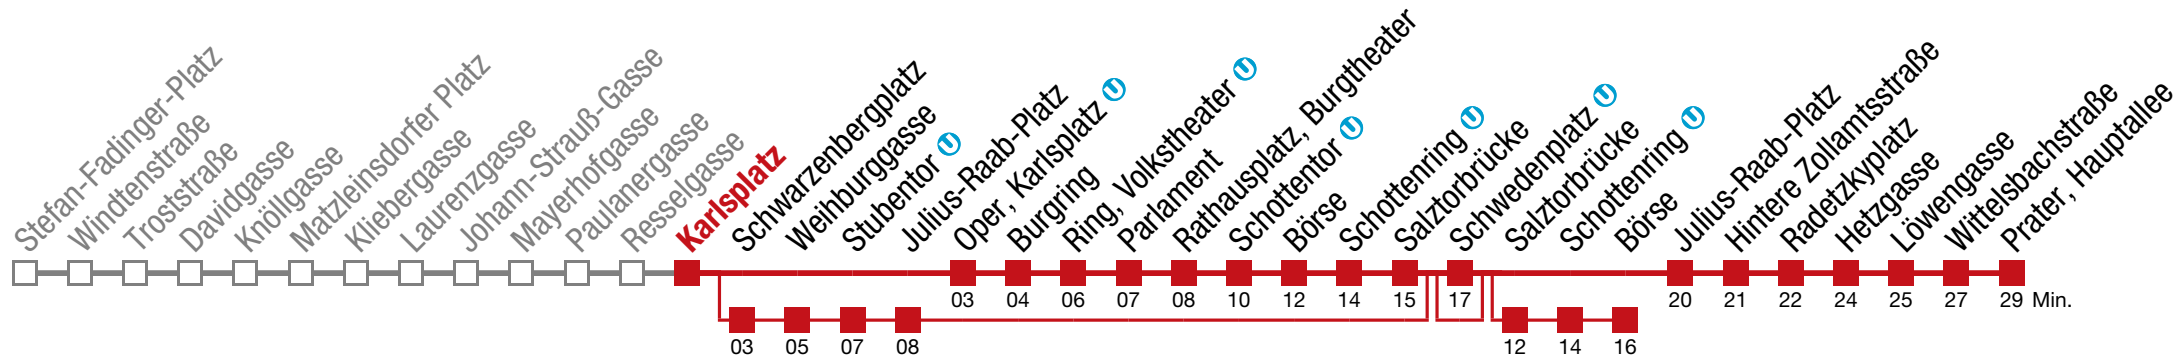 Stefan-Fadinger-Platz
Windtenstraße
Troststraße
Davidgasse
Knöllgasse
Matzleinsdorfer Platz
Kliebergasse
Laurenzgasse
Johann-Strauß-Gasse
Mayerhofgasse
Paulanergasse
Resselgasse
Karlsplatz
Schwarzenbergplatz
Weihburggasse
Stubentor U
Julius-Raab-Platz
Oper, Karlsplatz U
Burgring
Ring, Volkstheater U
Parlament
Rathausplatz, Burgtheater
Schottentor U
Börse
Schottenring U
Salztorbrücke
Schwedenplatz U
Salztorbrücke
Schottenring U
Börse
Julius-Raab-Platz
Hintere Zollamtsstraße
Radetzkyplatz
Hetzgasse
Löwengasse
Wittelsbachstraße
Prater, Hauptallee
03 04 06 07 08 10 12 14 15 17 20 21 22 24 25 27 29 Min.
03 05 07 08 12 14 16